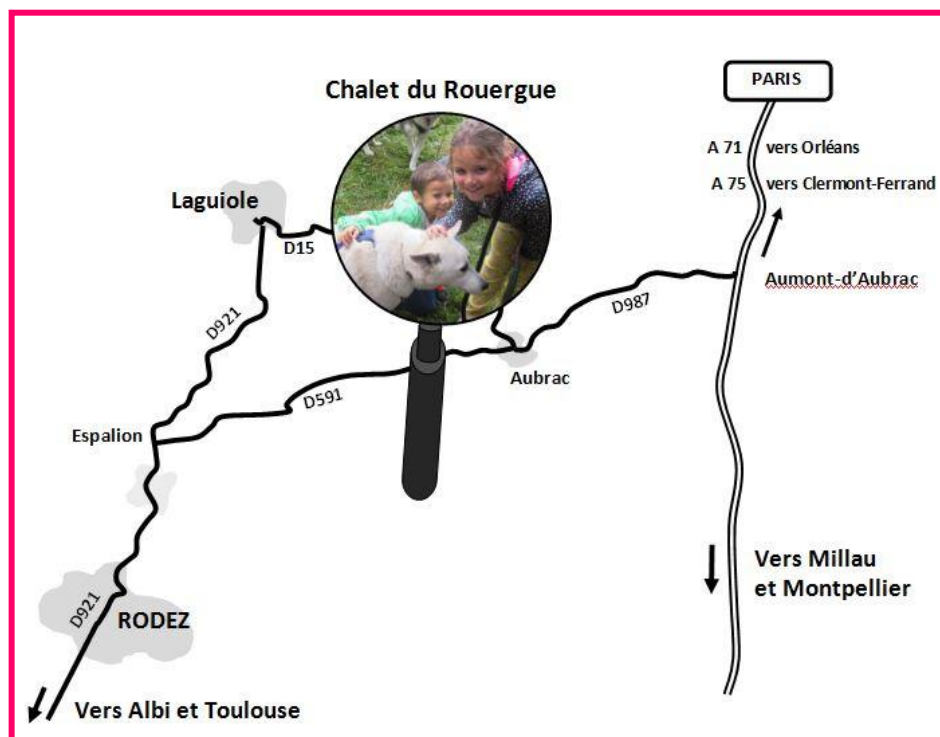 PARIS
Chalet du Rouergue
A 71 vers Orléans
A 75 vers Clermont-Ferrand
Laguiole
D15
Aumont-d'Aubrac
D987
D921
Aubrac
D591
Espalion
Vers Millau
et Montpellier
D921
RODEZ
Vers Albi et Toulouse